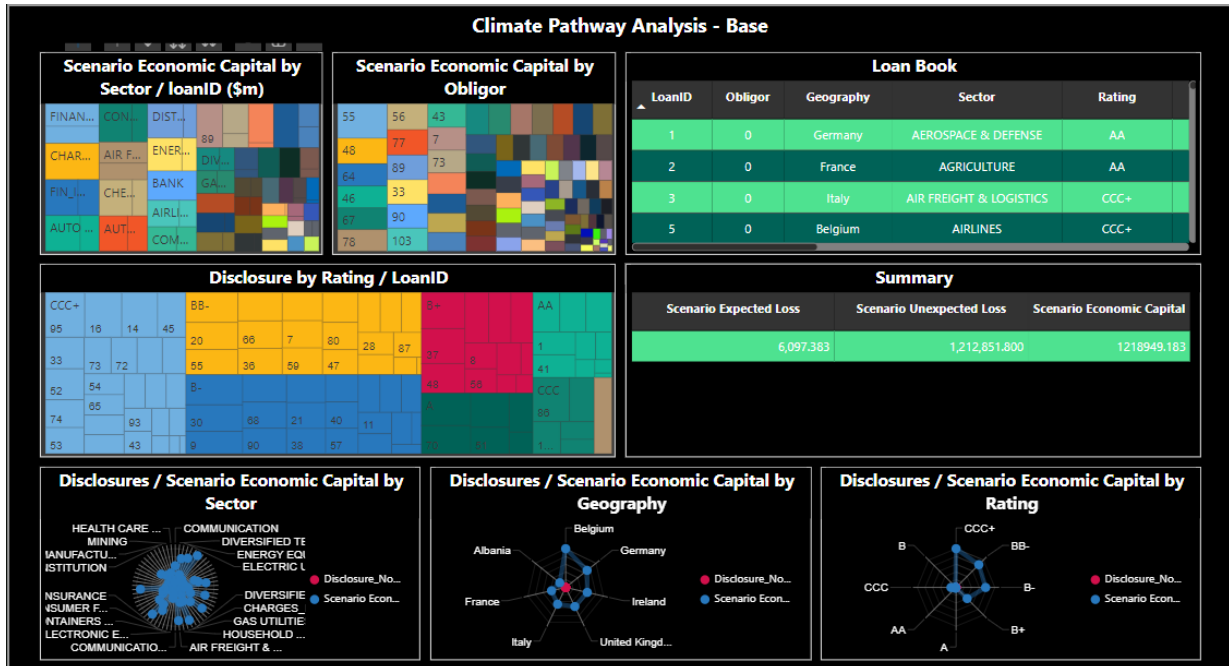 Climate Pathway Analysis - Base
Scenario Economic Capital by
Sector / loanID ($m)
FINAN... CON... DIST...
89
CHAR... AIR F... ENER... DIV...
FIN_I... CHE... BANK GA...
AUTO ... AUT... AIRLI...
COM...
Scenario Economic Capital by
Obligor
55 56 43
48 77 7
64 89 73
46 33
67 90
78 103
Loan Book
LoanID Obligor Geography Sector Rating
1 0 Germany AEROSPACE & DEFENSE AA
2 0 France AGRICULTURE AA
3 0 Italy AIR FREIGHT & LOGISTICS CCC+
5 0 Belgium AIRLINES CCC+
Disclosure by Rating / LoanID
CCC+ BB- B+ AA
95 16 14 45
20 66 7 80 28 87
33 73 72
55 36 59 47
37 8 1
48 56 41
52 54
65
B- A CCC
86
74 93
30 68 21 40 11
53 43
9 90 38 57
70 51 1...
Summary
Scenario Expected Loss Scenario Unexpected Loss Scenario Economic Capital
6,097.383 1,212,851.800 1218949.183
Disclosures / Scenario Economic Capital by
Sector
HEALTH CARE ... COMMUNICATION
MINING DIVERSIFIED TE
MANUFACTU... ENERGY EQU
ISTITUTION ELECTRIC U
NSURANCE DIVERSIFIE
NSUMER F... CHARGES_
NTAINERS ... GAS UTILITIES
LECTRONIC E... HOUSEHOLD ...
COMMUNICATIO... AIR FREIGHT & ...
Disclosure_No...
Scenario Econ...
Disclosures / Scenario Economic Capital by
Geography
Belgium
Albania Germany
France Ireland
Italy United Kingd...
Disclosure_No...
Scenario Econ...
Disclosures / Scenario Economic Capital by
Rating
CCC+
B BB-
CCC B-
AA B+
A
Disclosure_No...
Scenario Econ...